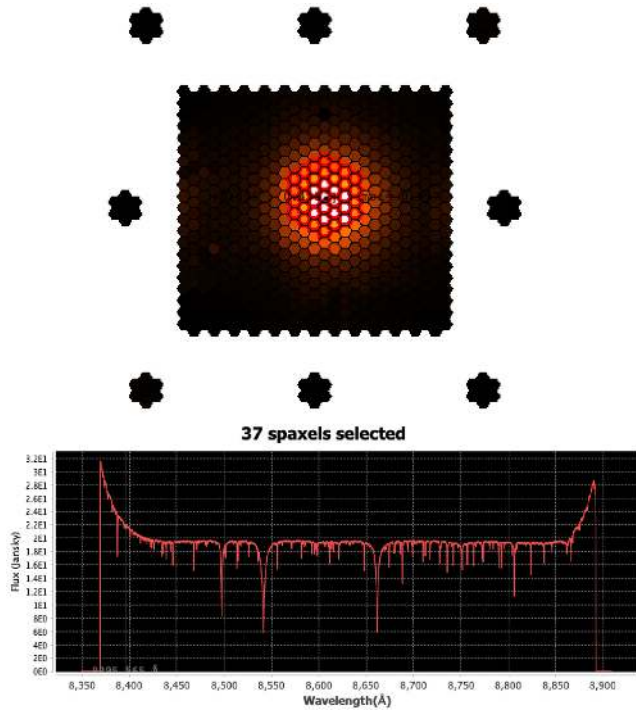 37 spaxels selected
Flux (Jansky)
3.2E1
3E1
2.8E1
2.6E1
2.4E1
2.2E1
2E1
1.8E1
1.6E1
1.4E1
1.2E1
1E1
8E0
6E0
4E0
2E0
0E0
8,350 8,400 8,450 8,500 8,550 8,600 8,650 8,700 8,750 8,800 8,850 8,900
Wavelength(Å)